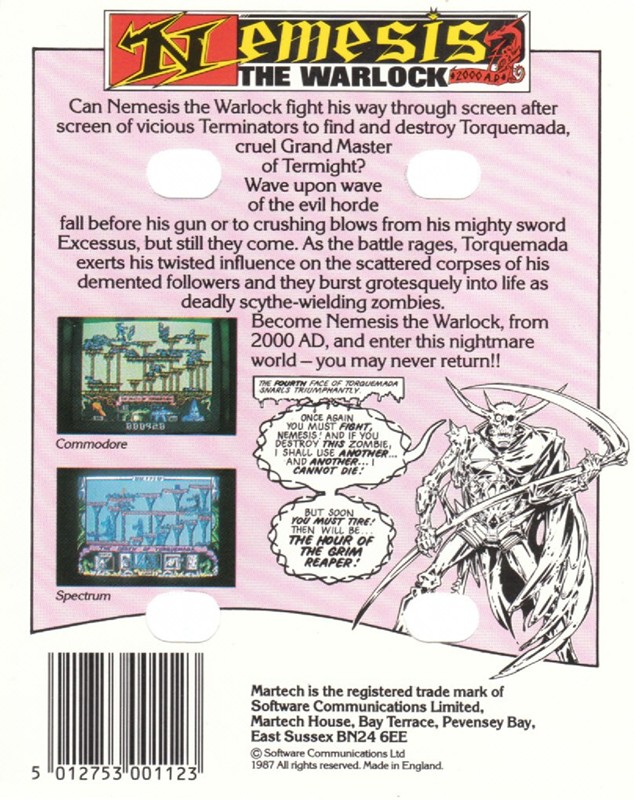 Nemesis
THE WARLOCK
2000 A.D.
Can Nemesis the Warlock fight his way through screen after
screen of vicious Terminators to find and destroy Torquemada,
cruel Grand Master
of Termight?
Wave upon wave
of the evil horde
fall before his gun or to crushing blows from his mighty sword
Excessus, but still they come. As the battle rages, Torquemada
exerts his twisted influence on the scattered corpses of his
demented followers and they burst grotesquely into life as
deadly scythe-wielding zombies.
Become Nemesis the Warlock, from
2000 AD, and enter this nightmare
world – you may never return!!
Commodore
Spectrum
THE FOURTH FACE OF TORQUEMADA
SNARLS TRIUMPHANTLY
ONCE AGAIN
YOU MUST FIGHT,
NEMESIS! AND IF YOU
DESTROY THIS ZOMBIE,
I SHALL USE ANOTHER...
AND ANOTHER... I
CANNOT DIE!
BUT SOON
YOU MUST TIRE!
THEN WILL BE...
THE HOUR OF
THE GRIM
REAPER!
5 012753 001123
Martech is the registered trade mark of
Software Communications Limited,
Martech House, Bay Terrace, Pevensey Bay,
East Sussex BN24 6EE
© Software Communications Ltd
1987 All rights reserved. Made in England.